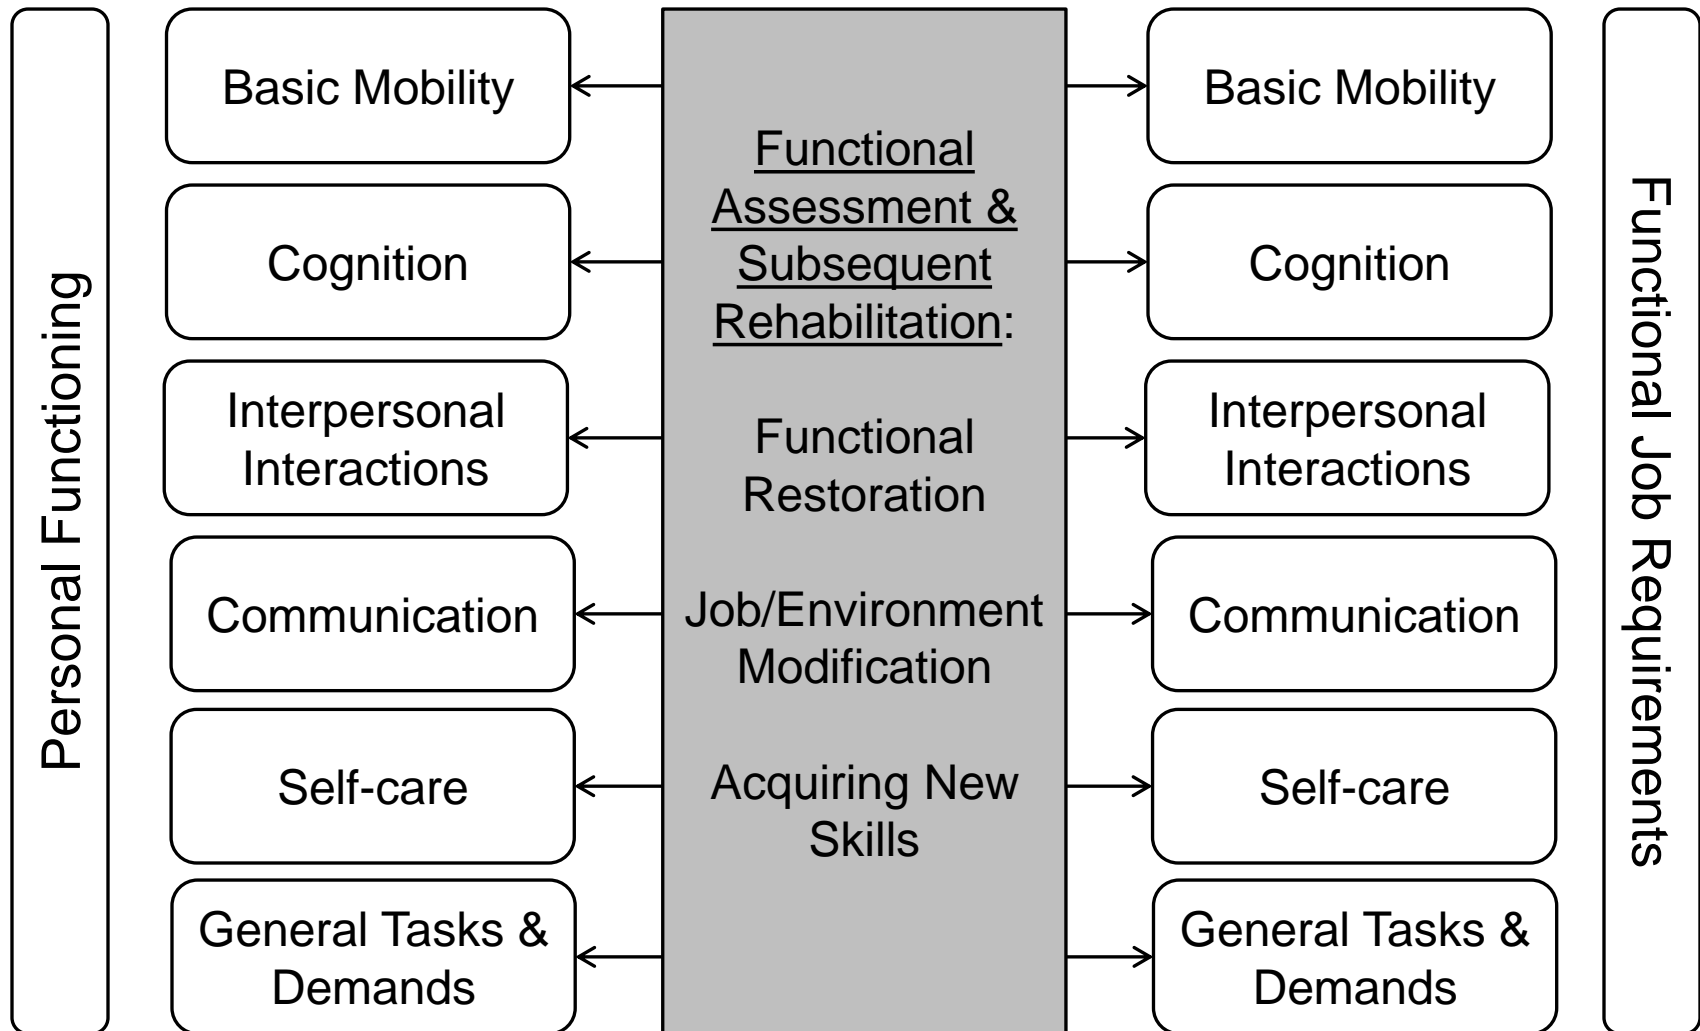 Personal Functioning
Basic Mobility
Cognition
Interpersonal
Interactions
Communication
Self-care
General Tasks &
Demands
Functional
Assessment &
Subsequent
Rehabilitation:
Functional
Restoration
Job/Environment
Modification
Acquiring New
Skills
Basic Mobility
Cognition
Interpersonal
Interactions
Communication
Self-care
General Tasks &
Demands
Functional Job Requirements